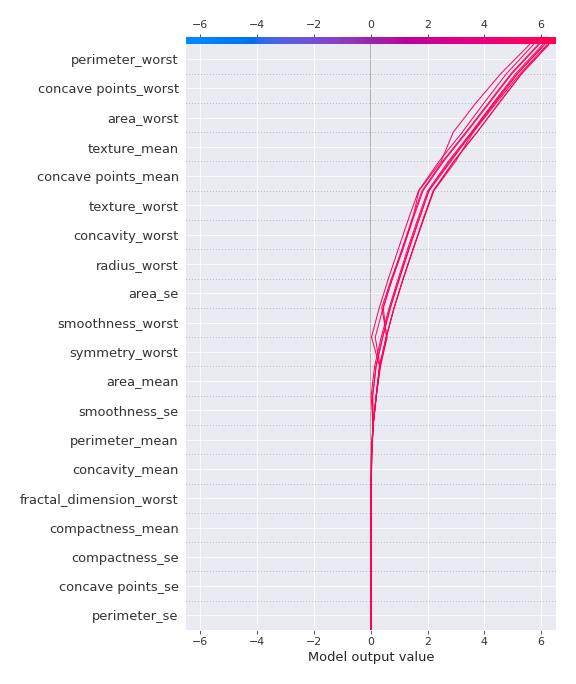 −6 −4 −2 0 2 4 6
perimeter_worst
concave points_worst
area_worst
texture_mean
concave points_mean
texture_worst
concavity_worst
radius_worst
area_se
smoothness_worst
symmetry_worst
area_mean
smoothness_se
perimeter_mean
concavity_mean
fractal_dimension_worst
compactness_mean
compactness_se
concave points_se
perimeter_se
−6 −4 −2 0 2 4 6
Model output value